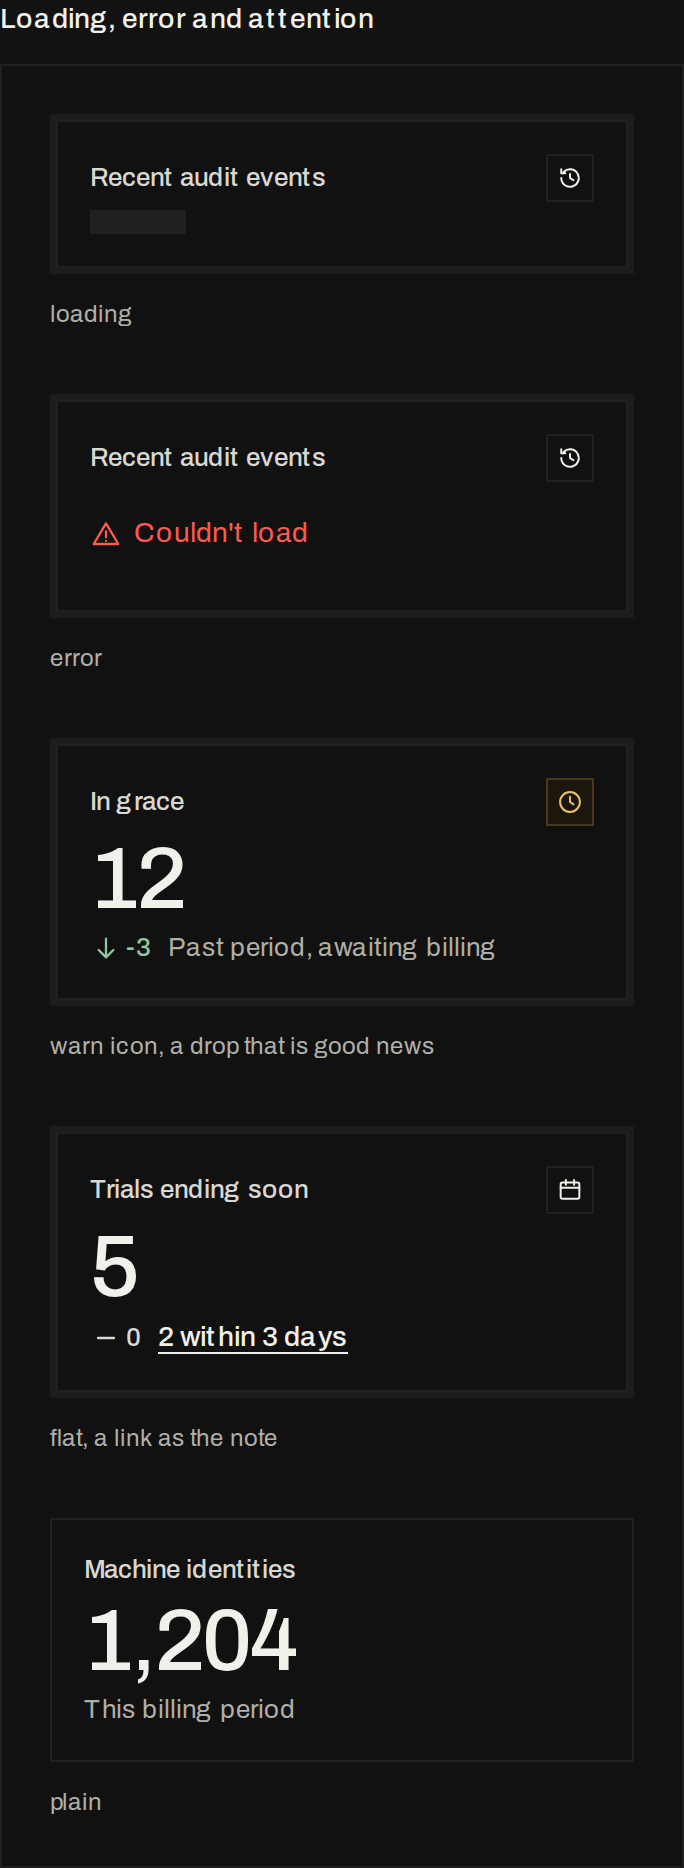 Loading, error and attention
Recent audit events
loading
Recent audit events
Couldn't load
error
In grace
12
-3 Past period, awaiting billing
warn icon, a drop that is good news
Trials ending soon
5
0 2 within 3 days
flat, a link as the note
Machine identities
1,204
This billing period
plain